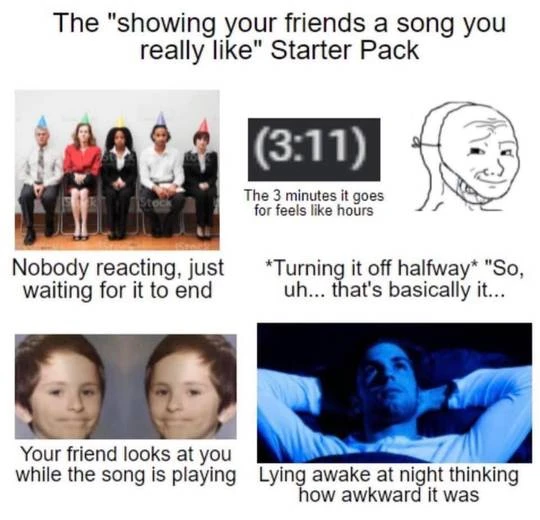 The "showing your friends a song you
really like" Starter Pack
(3:11)
The 3 minutes it goes
for feels like hours
Stock
Nobody reacting, just
waiting for it to end
*Turning it off halfway* "So,
uh... that's basically it...
Your friend looks at you
while the song is playing
Lying awake at night thinking
how awkward it was